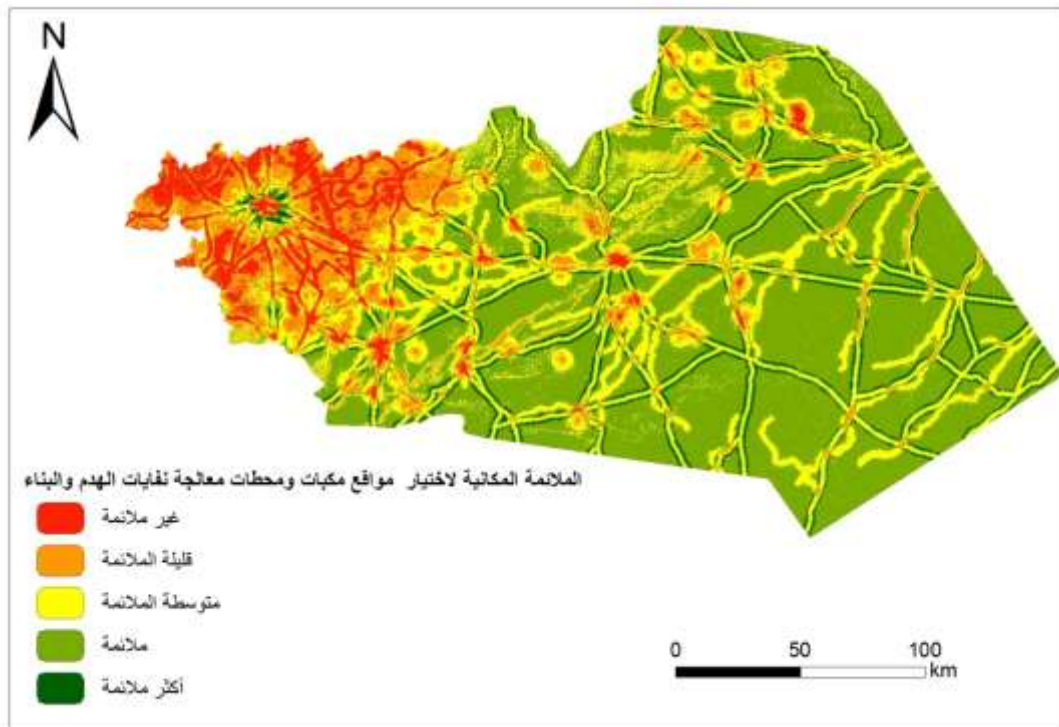 N
الملائمة المكانية لاختيار مواقع مكبات ومحطات معالجة نفايات الهدم والبناء
غير ملائمة
قليلة الملائمة
متوسطة الملائمة
ملائمة
أكثر ملائمة
0 50 100
km